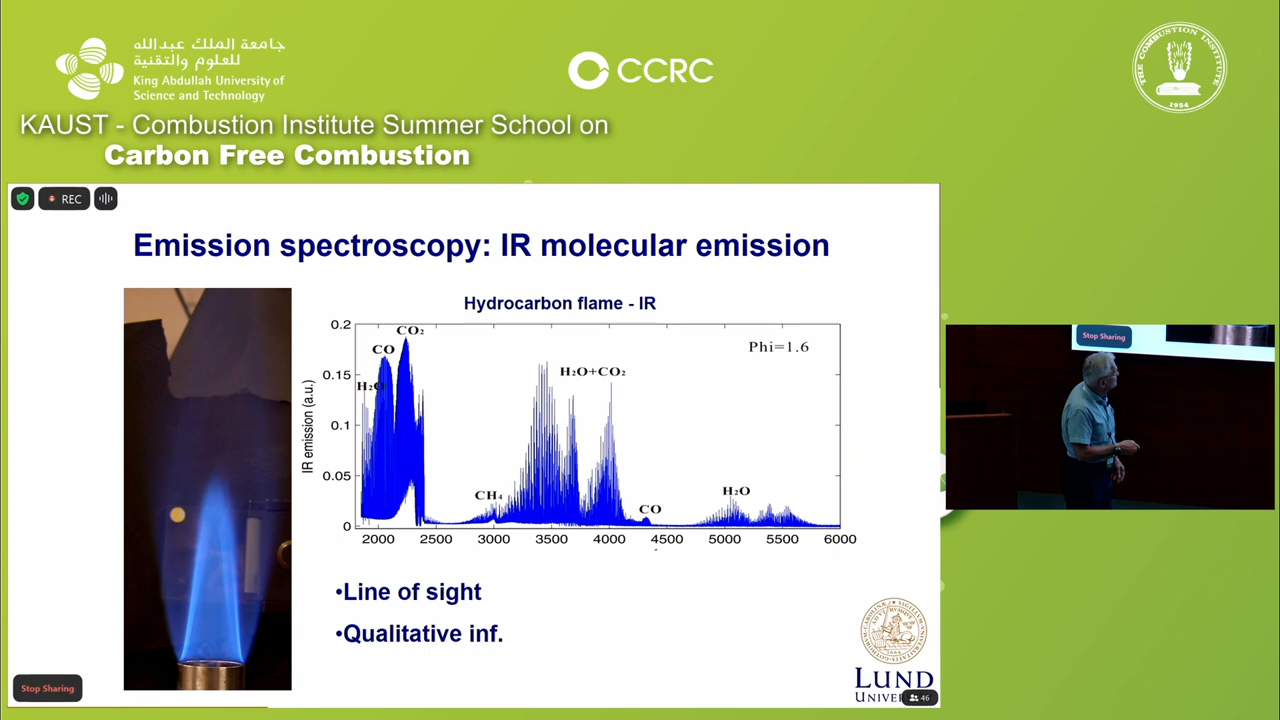 جامعة الملك عبدالله
للعلوم والتقنية
King Abdullah University of
Science and Technology
CCRC
THE COMBUSTION INSTITUTE
1954
KAUST - Combustion Institute Summer School on
Carbon Free Combustion
REC
Emission spectroscopy: IR molecular emission
Hydrocarbon flame - IR
IR emission (a.u.)
0.2
0.15
0.1
0.05
0
CO
CO₂
H₂O
Phi=1.6
H₂O+CO₂
CH₄
CO
H₂O
2000 2500 3000 3500 4000 4500 5000 5500 6000
•Line of sight
•Qualitative inf.
LUND
UNIVER
46
Stop Sharing
Stop Sharing